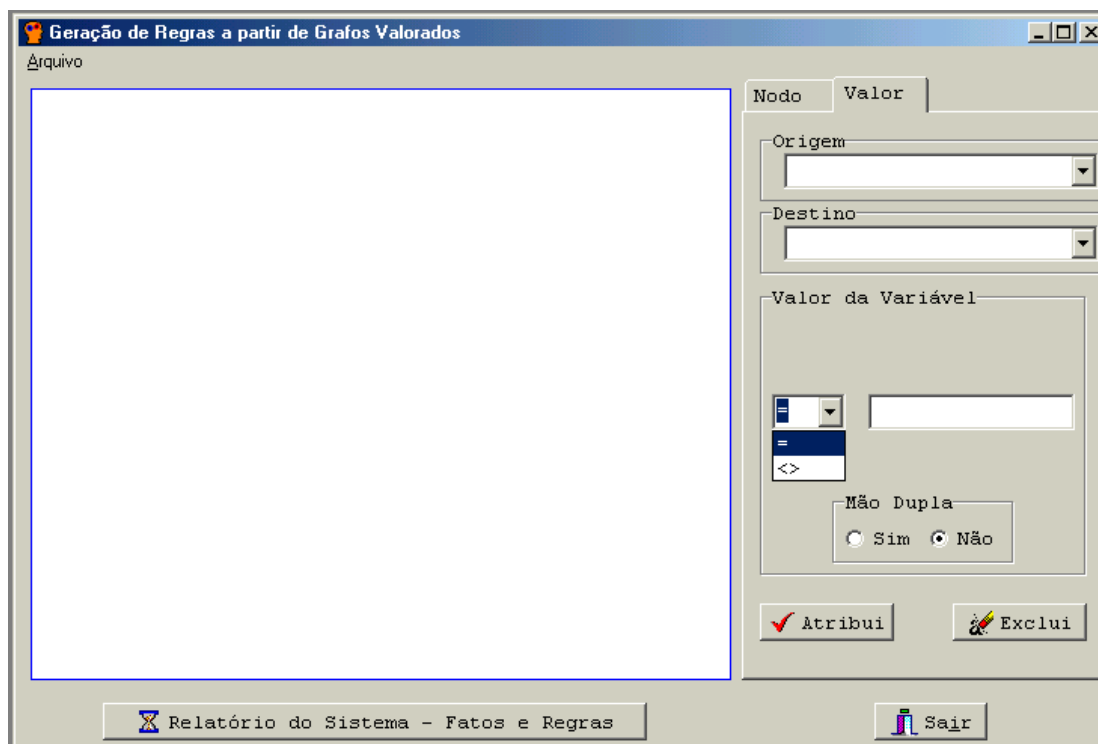 Geração de Regras a partir de Grafos Valorados
Arquivo
Nodo Valor
Origem
Destino
Valor da Variável
=
=
<>
Mão Dupla
Sim Não
Atribui Exclui
Relatório do Sistema - Fatos e Regras Sair